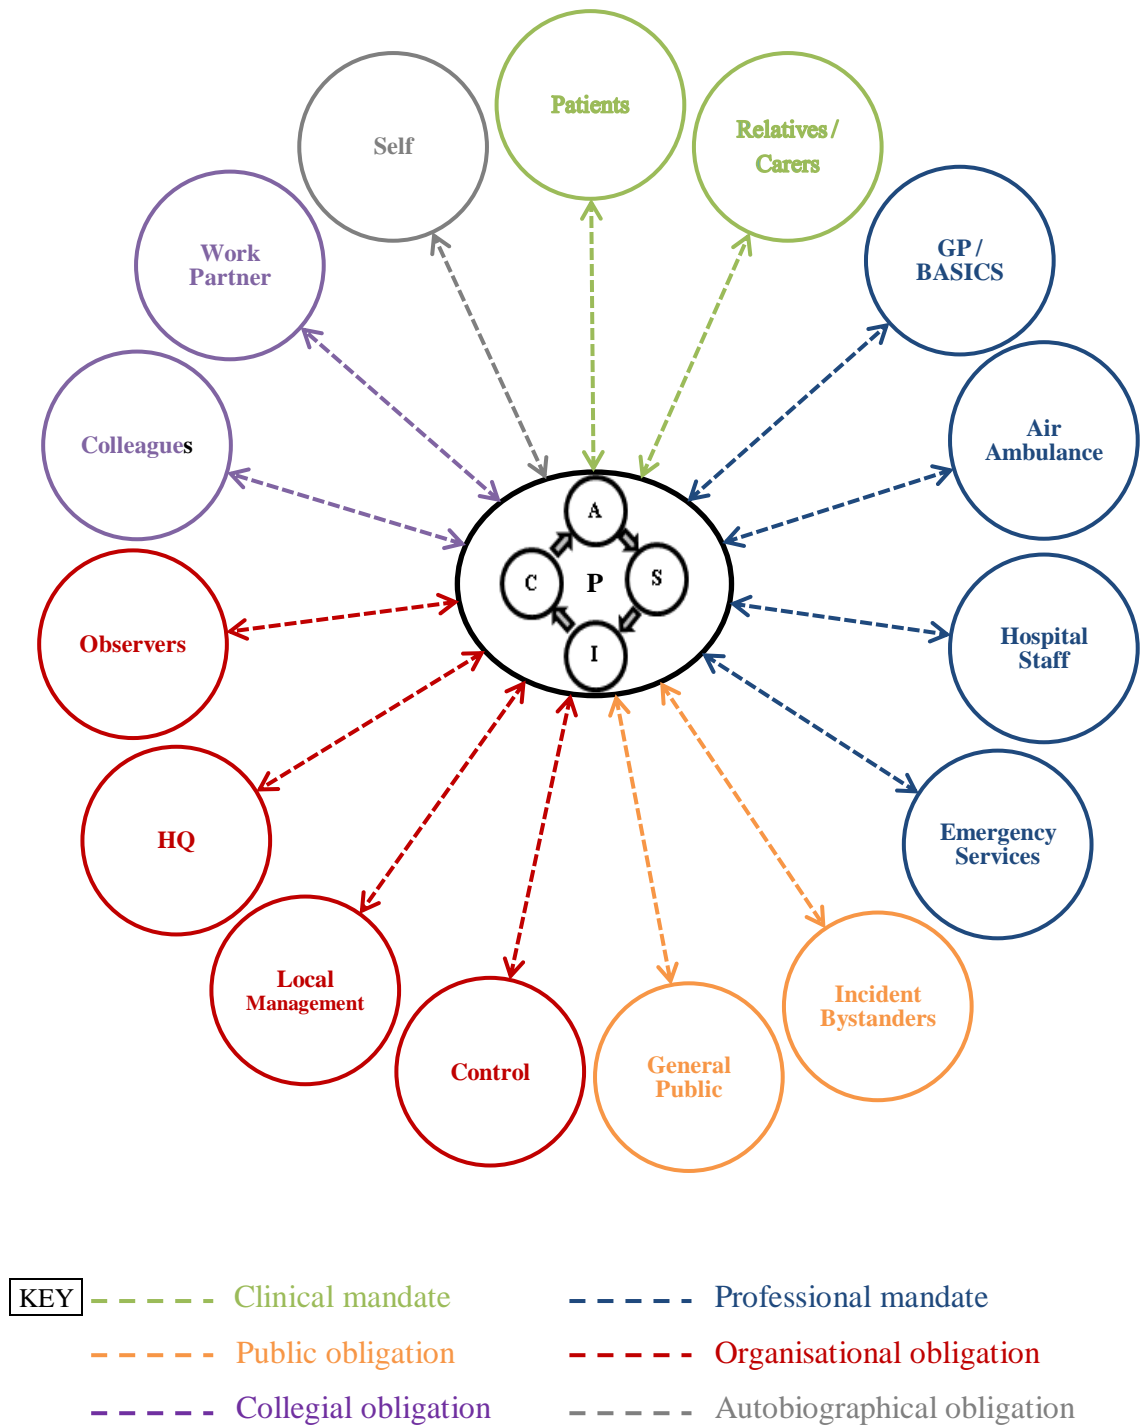 Patients
Self
Relatives /
Carers
Work
Partner
GP /
BASICS
Colleagues
Air
Ambulance
A
C
P
S
I
Observers
Hospital
Staff
HQ
Emergency
Services
Local
Management
Incident
Bystanders
Control
General
Public
KEY
Clinical mandate
Professional mandate
Public obligation
Organisational obligation
Collegial obligation
Autobiographical obligation